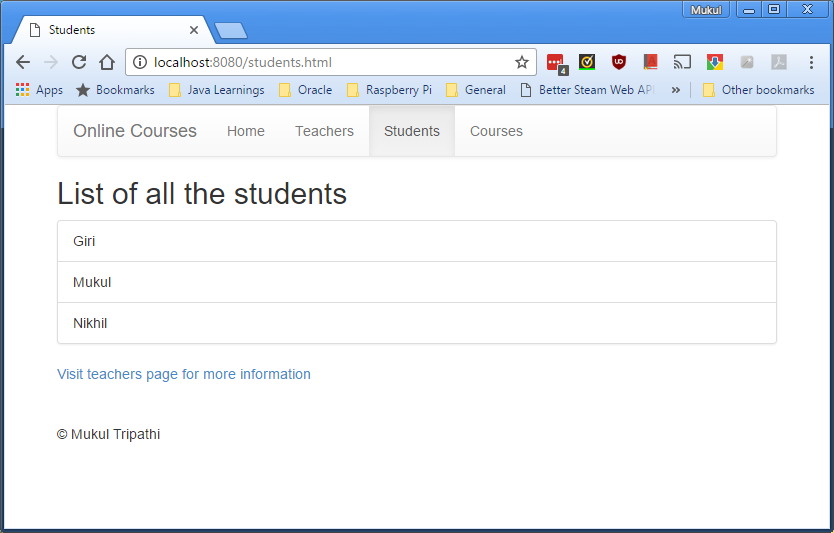 Mukul
Students
localhost:8080/students.html
4
Apps Bookmarks Java Learnings Oracle Raspberry Pi General Better Steam Web API » Other bookmarks
Online Courses Home Teachers Students Courses
List of all the students
Giri
Mukul
Nikhil
Visit teachers page for more information
© Mukul Tripathi